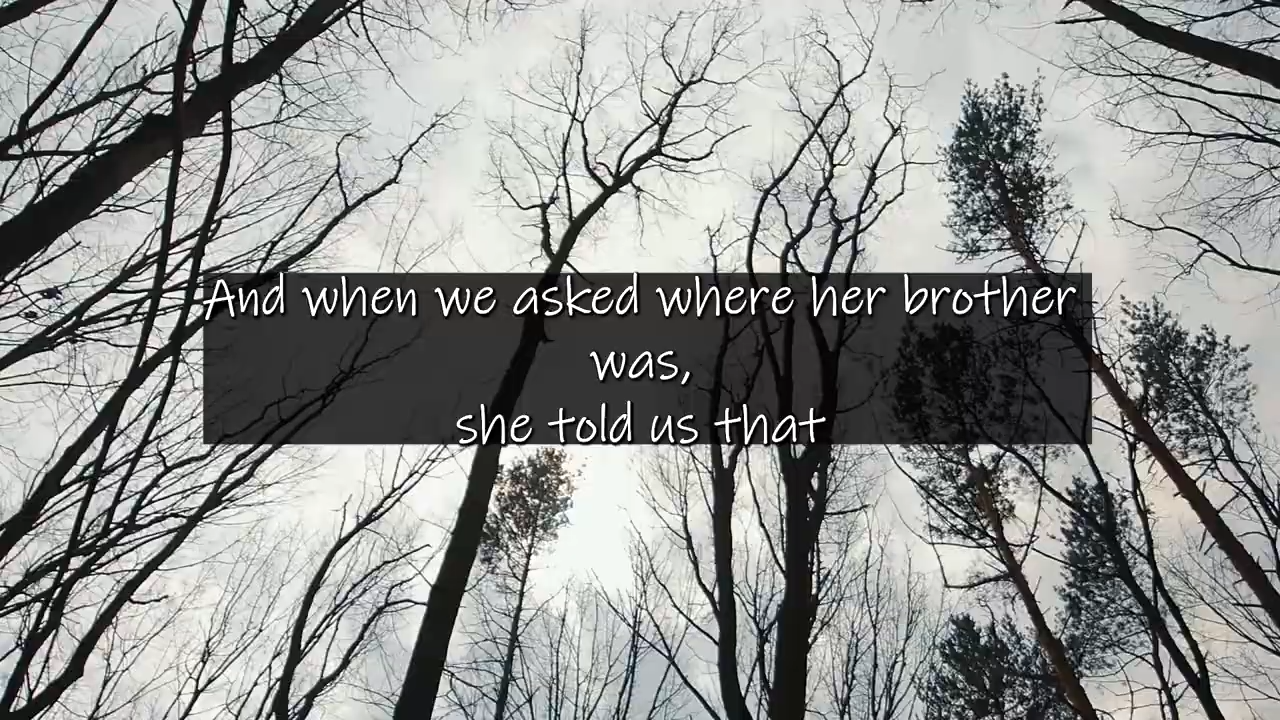 And when we asked where her brother
was,
she told us that